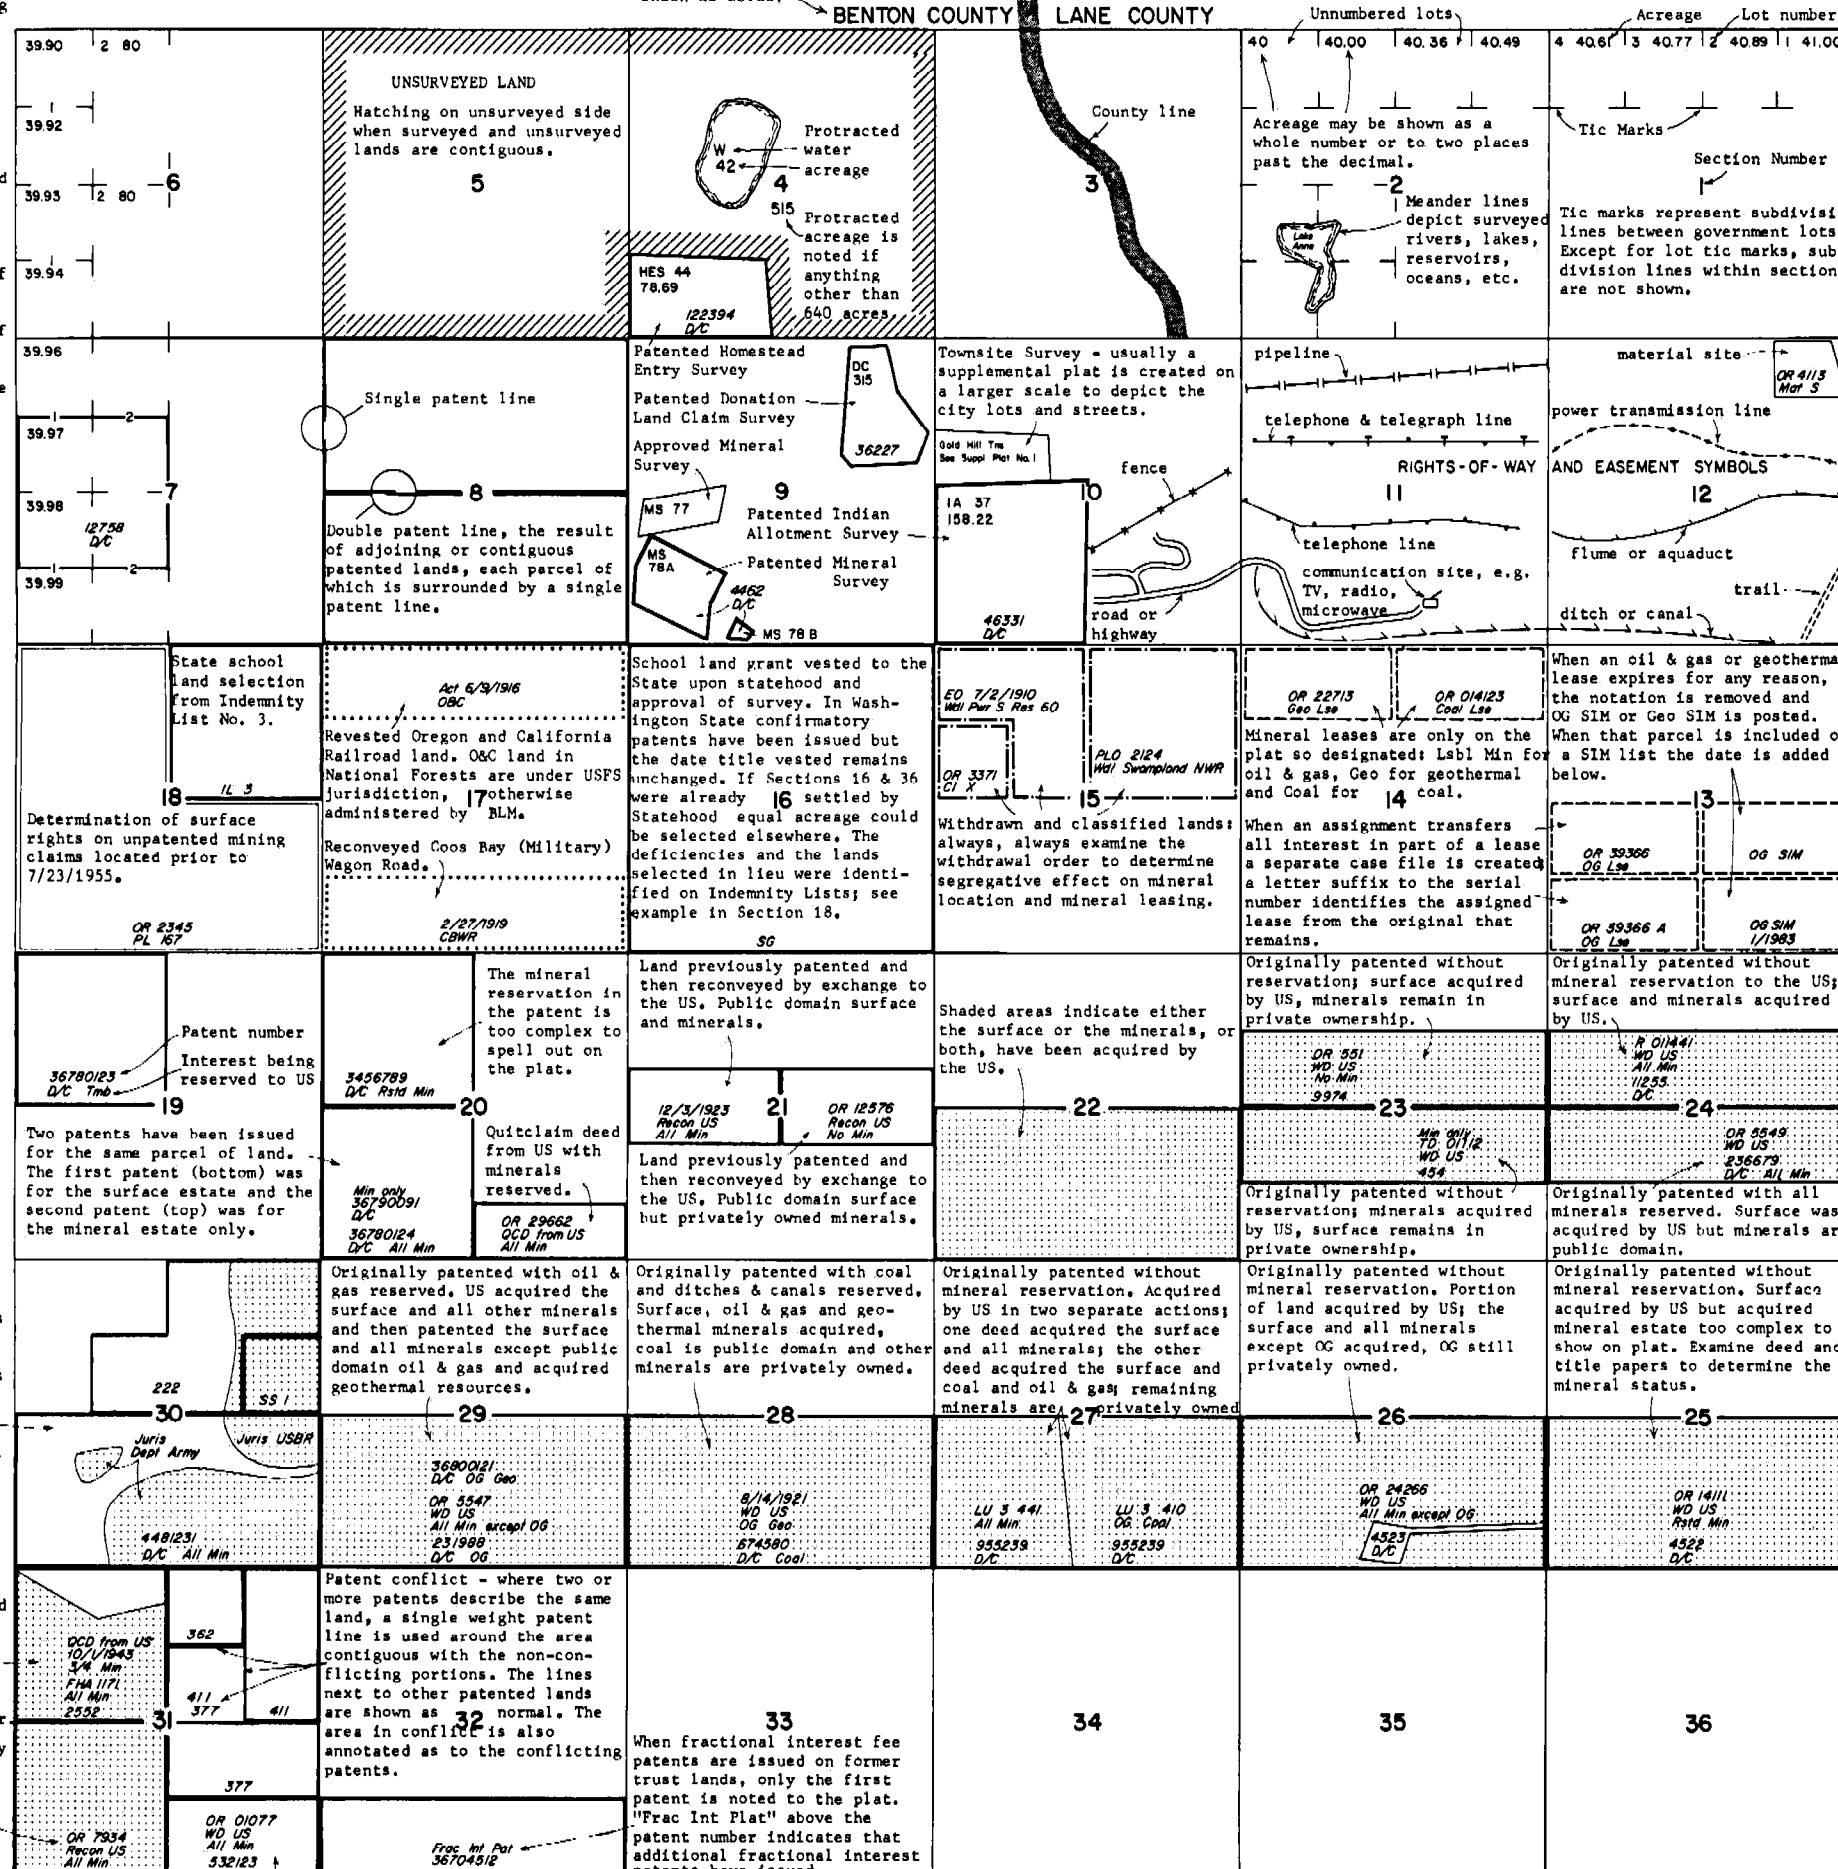 BENTON COUNTY LANE COUNTY
Unnumbered lots
Acreage
Lot number
39.90 2 80
1
39.92
39.93 2 80
39.94
6
UNSURVEYED LAND
Hatching on unsurveyed side
when surveyed and unsurveyed
lands are contiguous.
5
W
42
Protracted
water
acreage
4
515
Protracted
acreage is
noted if
anything
other than
640 acres.
HES 44
78.69
122394
D/C
County line
3
40 40.00 40.36 40.49
Acreage may be shown as a
whole number or to two places
past the decimal.
2
Lake
Anne
Meander lines
depict surveyed
rivers, lakes,
reservoirs,
oceans, etc.
4 40.61 3 40.77 2 40.89 1 41.00
Tic Marks
Section Number
1
Tic marks represent subdivisi
lines between government lots
Except for lot tic marks, sub
division lines within section
are not shown.
39.96
1 2
39.97
39.98
12758
D/C
1 2
39.99
7
Single patent line
8
Double patent line, the result
of adjoining or contiguous
patented lands, each parcel of
which is surrounded by a single
patent line.
Patented Homestead
Entry Survey
Patented Donation
Land Claim Survey
Approved Mineral
Survey
DC
315
36227
9
MS 77
Patented Indian
Allotment Survey
MS
78A
Patented Mineral
Survey
4462
D/C
MS 78 B
Townsite Survey - usually a
supplemental plat is created on
a larger scale to depict the
city lots and streets.
Gold Hill Tns
See Suppl Plat No. 1
fence
10
IA 37
158.22
46331
D/C
road or
highway
pipeline
telephone & telegraph line
RIGHTS-OF-WAY AND EASEMENT SYMBOLS
11
telephone line
communication site, e.g.
TV, radio,
microwave
material site
OR 4113
Mat S
power transmission line
12
flume or aquaduct
trail
ditch or canal
State school
land selection
from Indemnity
List No. 3.
IL 3
18
Determination of surface
rights on unpatented mining
claims located prior to
7/23/1955.
OR 2345
PL 167
Act 6/9/1916
O&C
Revested Oregon and California
Railroad land. O&C land in
National Forests are under USFS
jurisdiction, 17 otherwise
administered by BLM.
Reconveyed Coos Bay (Military)
Wagon Road.
2/27/1919
CBWR
School land grant vested to the
State upon statehood and
approval of survey. In Wash-
ington State confirmatory
patents have been issued but
the date title vested remains
unchanged. If Sections 16 & 36
were already 16 settled by
Statehood equal acreage could
be selected elsewhere. The
deficiencies and the lands
selected in lieu were identi-
fied on Indemnity Lists; see
example in Section 18.
SG
EO 7/2/1910
Wdl Pwr S Res 60
OR 3371
Cl X
PLO 2124
Wdl Swampland NWR
15
Withdrawn and classified lands:
always, always examine the
withdrawal order to determine
segregative effect on mineral
location and mineral leasing.
OR 22713
Geo Lse
OR 014123
Coal Lse
Mineral leases are only on the
plat so designated: Lsbl Min for
oil & gas, Geo for geothermal
and Coal for 14 coal.
When an assignment transfers
all interest in part of a lease
a separate case file is created;
a letter suffix to the serial
number identifies the assigned
lease from the original that
remains.
When an oil & gas or geotherma
lease expires for any reason,
the notation is removed and
OG SIM or Geo SIM is posted.
When that parcel is included o
a SIM list the date is added
below.
13
OR 39366
OG Lse
OG SIM
OR 39366 A
OG Lse
OG SIM
1/1983
Patent number
Interest being
reserved to US
36780123
D/C Tmb
19
Two patents have been issued
for the same parcel of land.
The first patent (bottom) was
for the surface estate and the
second patent (top) was for
the mineral estate only.
The mineral
reservation in
the patent is
too complex to
spell out on
the plat.
3456789
D/C Rstd Min
20
Min only
36790091
D/C
36780124
D/C All Min
Quitclaim deed
from US with
minerals
reserved.
OR 29662
QCD from US
All Min
Land previously patented and
then reconveyed by exchange to
the US. Public domain surface
and minerals.
12/3/1923
Recon US
All Min
21
OR 12576
Recon US
No Min
Land previously patented and
then reconveyed by exchange to
the US. Public domain surface
but privately owned minerals.
Shaded areas indicate either
the surface or the minerals, or
both, have been acquired by
the US.
22
Originally patented without
reservation; surface acquired
by US, minerals remain in
private ownership.
OR 551
WD US
No Min
9974
23
Min only
TD 01112
WD US
454
Originally patented without
reservation; minerals acquired
by US, surface remains in
private ownership.
Originally patented without
mineral reservation to the US;
surface and minerals acquired
by US.
R 011441
WD US
All Min
11255
D/C
24
OR 5549
WD US
236679
D/C All Min
Originally patented with all
minerals reserved. Surface was
acquired by US but minerals ar
public domain.
222
SS 1
30
Juris
Dept Army
Juris USBR
4481231
D/C All Min
Originally patented with oil &
gas reserved. US acquired the
surface and all other minerals
and then patented the surface
and all minerals except public
domain oil & gas and acquired
geothermal resources.
29
36800121
D/C OG Geo
OR 5547
WD US
All Min except OG
231988
D/C OG
Originally patented with coal
and ditches & canals reserved.
Surface, oil & gas and geo-
thermal minerals acquired,
coal is public domain and other
minerals are privately owned.
28
8/14/1921
WD US
OG Geo
674580
D/C Coal
Originally patented without
mineral reservation. Acquired
by US in two separate actions;
one deed acquired the surface
and all minerals; the other
deed acquired the surface and
coal and oil & gas; remaining
minerals are privately owned
27
LU 3 441
All Min
955239
D/C
LU 3 410
OG Coal
955239
D/C
Originally patented without
mineral reservation. Portion
of land acquired by US; the
surface and all minerals
except OG acquired, OG still
privately owned.
26
OR 24266
WD US
All Min except OG
4523
D/C
Originally patented without
mineral reservation. Surface
acquired by US but acquired
mineral estate too complex to
show on plat. Examine deed and
title papers to determine the
mineral status.
25
OR 14111
WD US
Rstd Min
4522
D/C
QCD from US
10/1/1943
3/4 Min
FHA 1171
All Min
2552
362
411
377
411
31
377
OR 7934
Recon US
All Min
OR 01077
WD US
All Min
532123
Patent conflict - where two or
more patents describe the same
land, a single weight patent
line is used around the area
contiguous with the non-con-
flicting portions. The lines
next to other patented lands
are shown as 32 normal. The
area in conflict is also
annotated as to the conflicting
patents.
Frac Int Pat
36704512
33
When fractional interest fee
patents are issued on former
trust lands, only the first
patent is noted to the plat.
"Frac Int Plat" above the
patent number indicates that
additional fractional interest
34
35
36